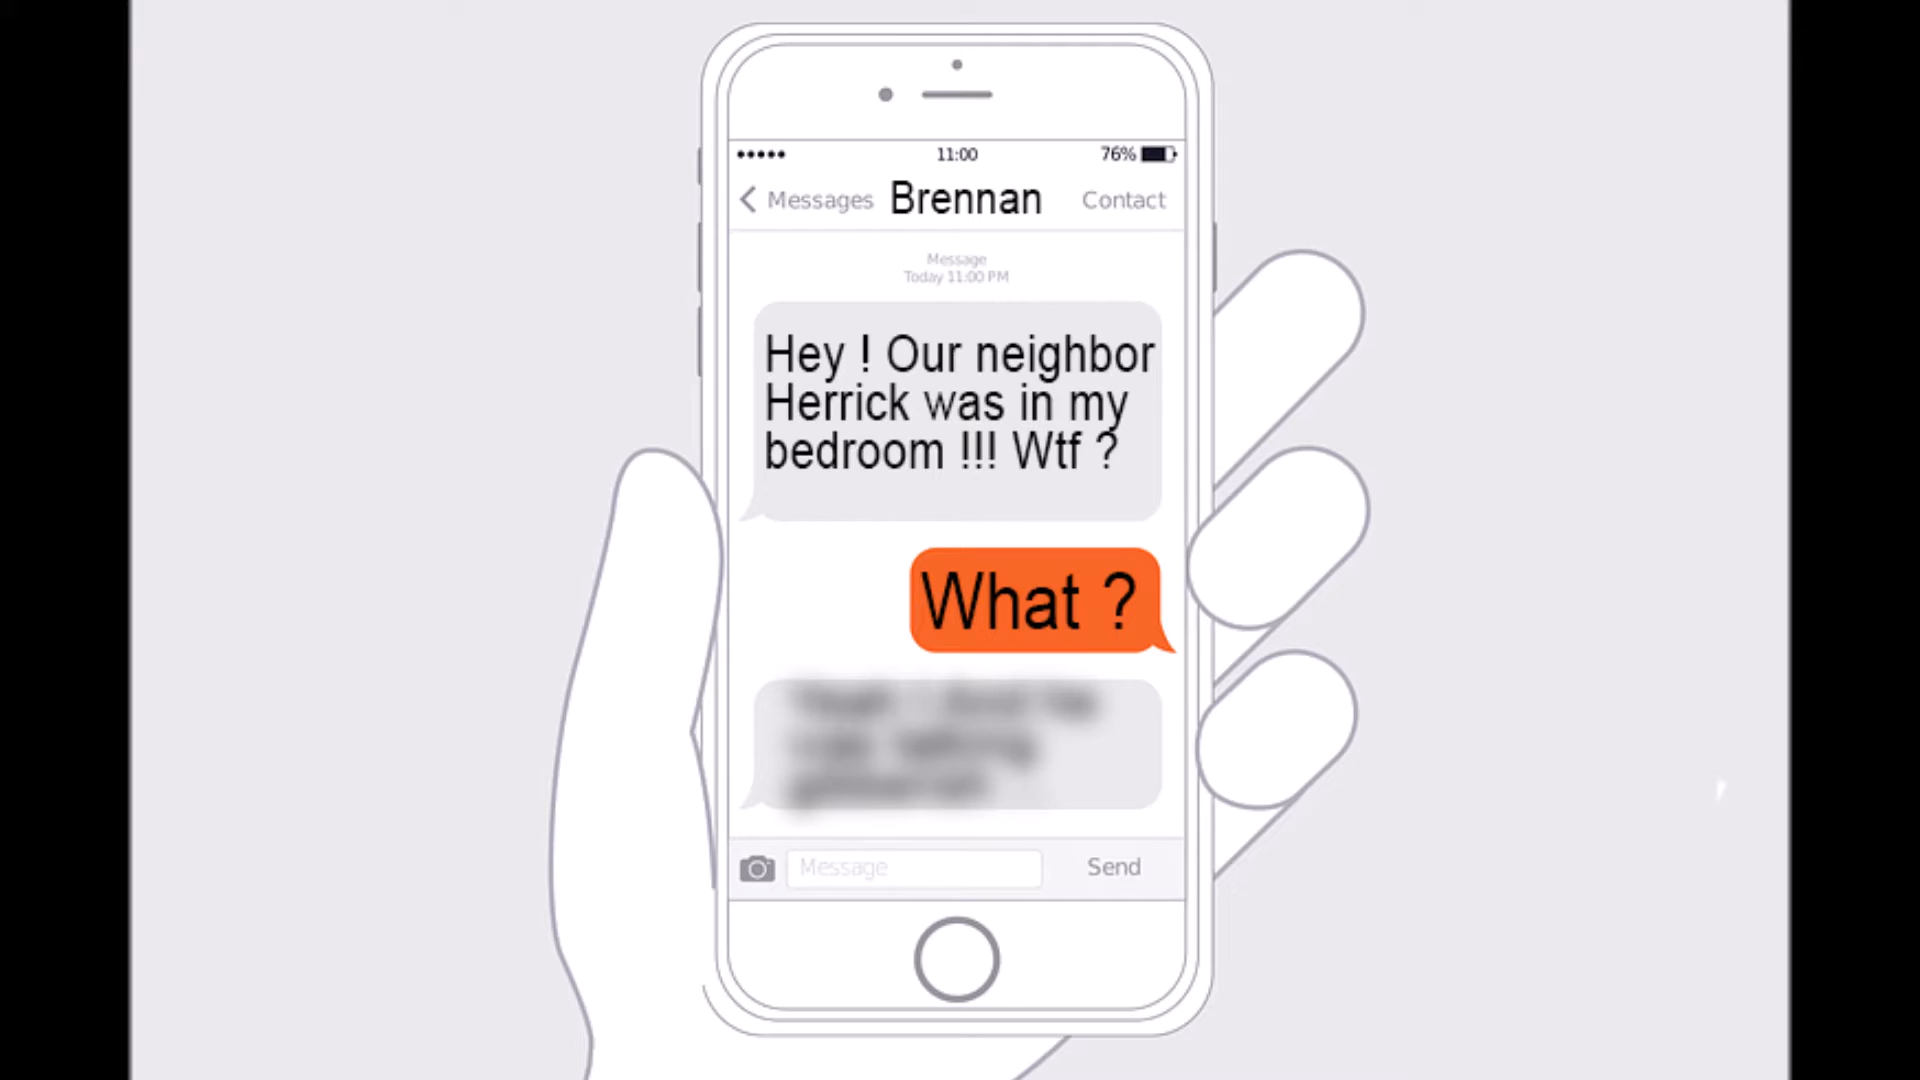 11:00
76%
Messages
Brennan
Contact
Message
Today 11:00 PM
Hey ! Our neighbor
Herrick was in my
bedroom !!! Wtf ?
What ?
Message
Send